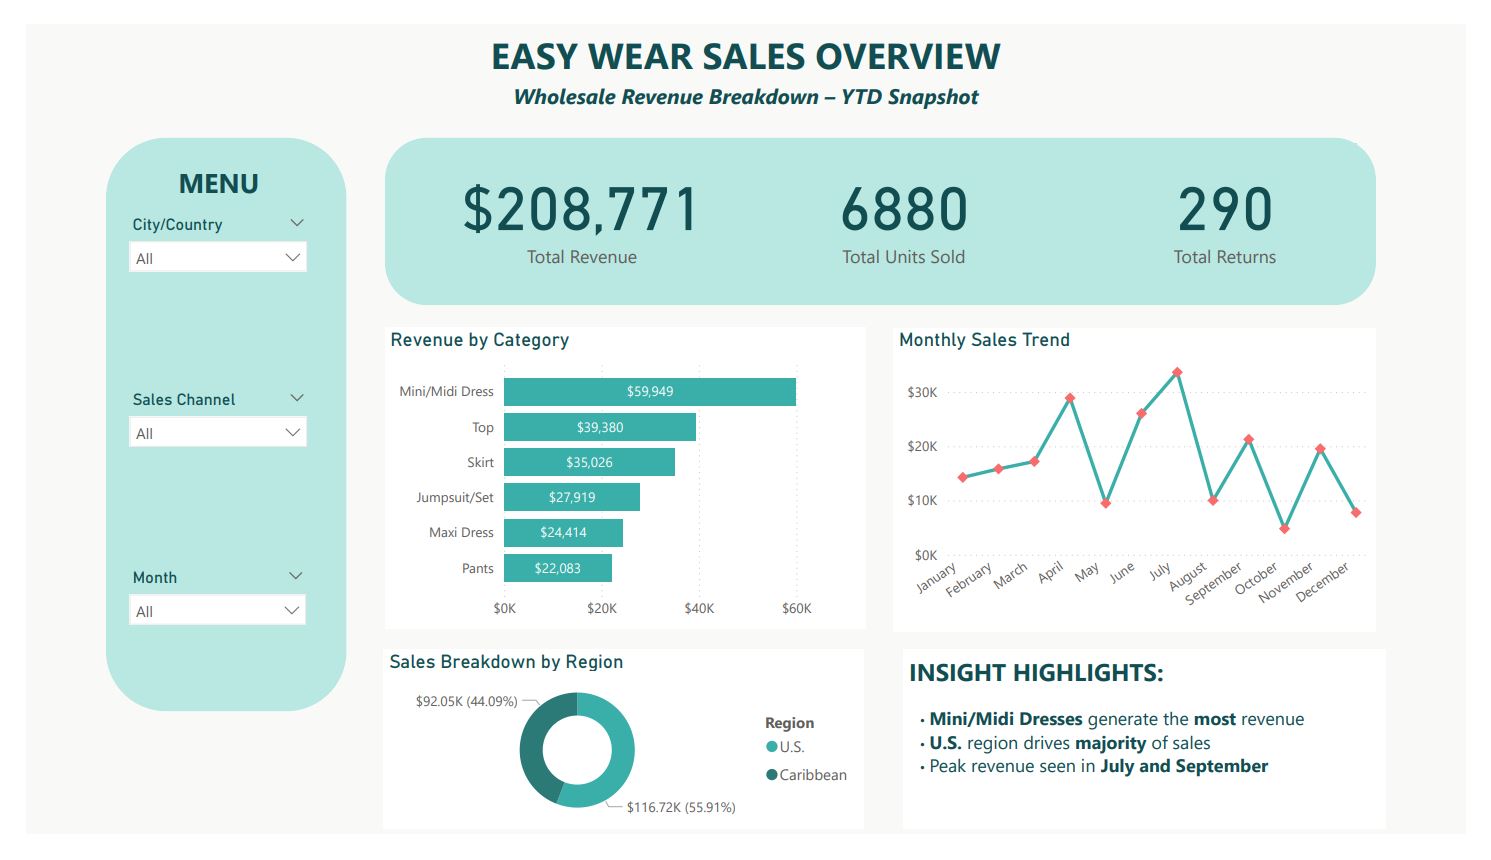 EASY WEAR SALES OVERVIEW
Wholesale Revenue Breakdown – YTD Snapshot
MENU
City/Country
All
Sales Channel
All
Month
All
$208,771
Total Revenue
6880
Total Units Sold
290
Total Returns
Revenue by Category
Mini/Midi Dress
$59,949
Top
$39,380
Skirt
$35,026
Jumpsuit/Set
$27,919
Maxi Dress
$24,414
Pants
$22,083
$0K
$20K
$40K
$60K
Monthly Sales Trend
$30K
$20K
$10K
$0K
January
February
March
April
May
June
July
August
September
October
November
December
Sales Breakdown by Region
$92.05K (44.09%)
$116.72K (55.91%)
Region
U.S.
Caribbean
INSIGHT HIGHLIGHTS:
• Mini/Midi Dresses generate the most revenue
• U.S. region drives majority of sales
• Peak revenue seen in July and September